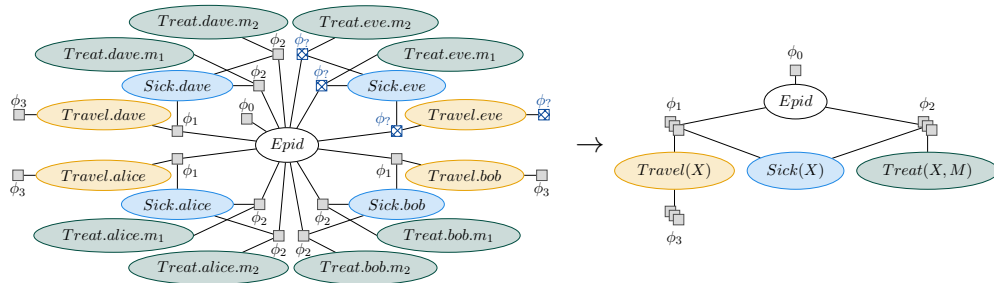 Treat.dave.m₂
Treat.eve.m₂
ϕ₂
ϕ?
Treat.dave.m₁
Treat.eve.m₁
ϕ₂
ϕ?
Sick.dave
Sick.eve
ϕ₃
Travel.dave
ϕ₁
ϕ₀
ϕ?
Travel.eve
ϕ?
Epid
ϕ₃
Travel.alice
ϕ₁
ϕ₁
Travel.bob
ϕ₃
Sick.alice
ϕ₂
ϕ₂
Sick.bob
Treat.alice.m₁
Treat.bob.m₁
ϕ₂
ϕ₂
Treat.alice.m₂
Treat.bob.m₂
→
ϕ₀
Epid
ϕ₁
ϕ₂
Travel(X)
Sick(X)
Treat(X, M)
ϕ₃